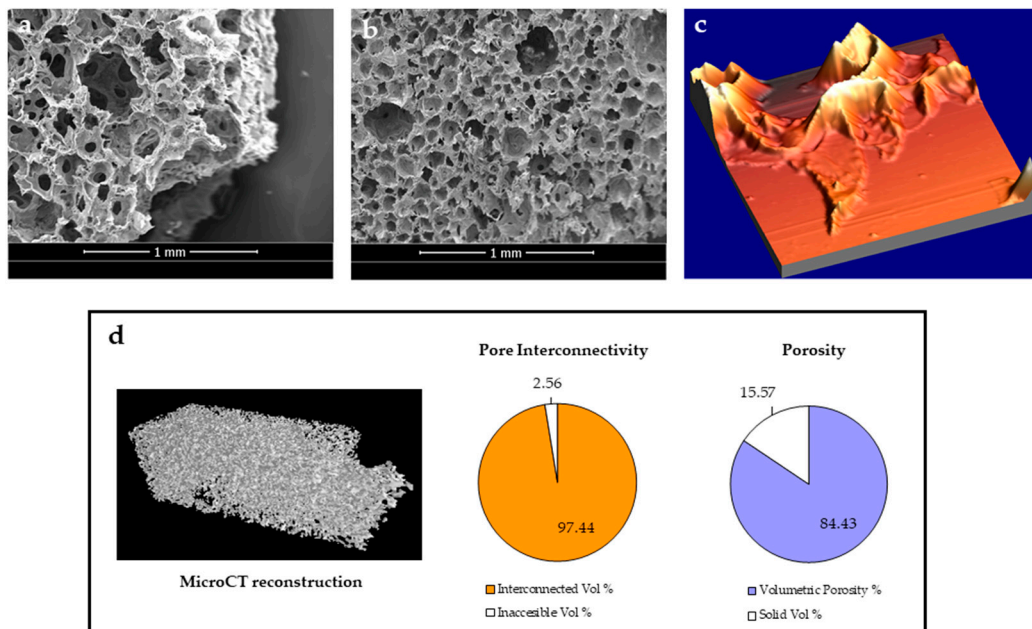 a
b
c
1 mm
1 mm
d
Pore Interconnectivity
Porosity
2.56
15.57
97.44
84.43
MicroCT reconstruction
Interconnected Vol %
Inaccesible Vol %
Volumetric Porosity %
Solid Vol %